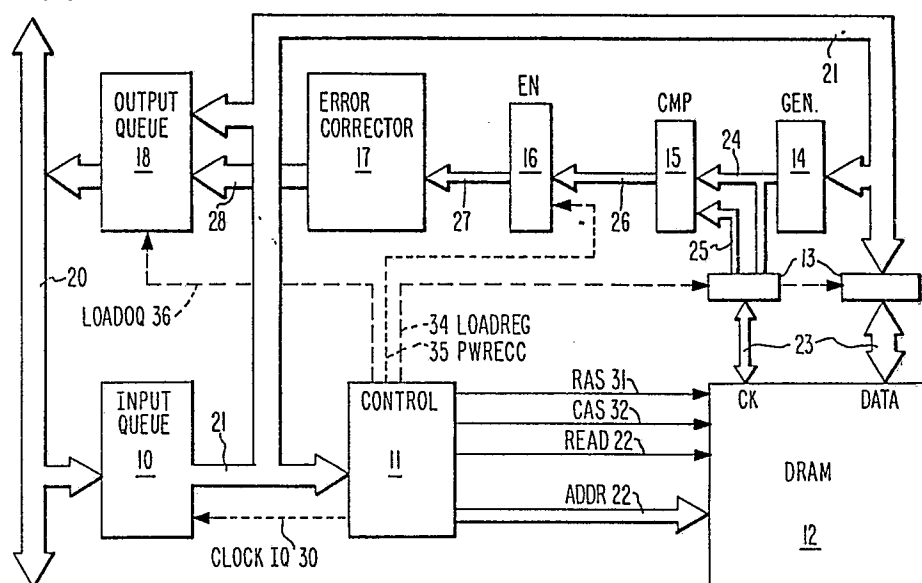 21
OUTPUT
QUEUE
18
ERROR
CORRECTOR
17
EN
16
CMP
15
GEN.
14
24
25
26
27
28
20
13
LOADOQ 36
34 LOADREG
35 PWRECC
23
INPUT
QUEUE
10
21
CONTROL
11
RAS 31
CAS 32
READ 22
ADDR 22
CK
DATA
DRAM
12
CLOCK IQ 30